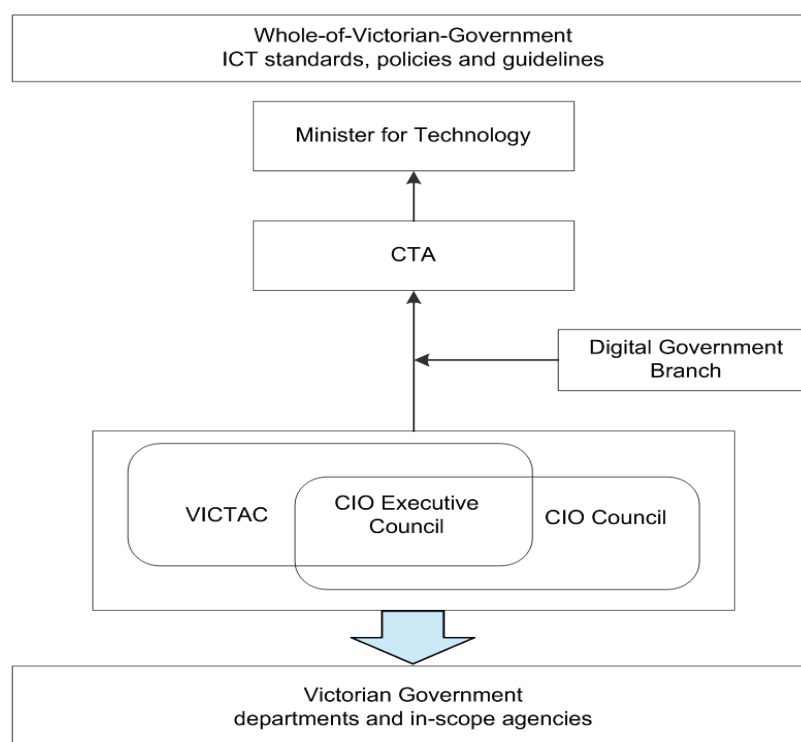 Whole-of-Victorian-Government
ICT standards, policies and guidelines
Minister for Technology
CTA
Digital Government
Branch
VICTAC
CIO Executive
Council
CIO Council
Victorian Government
departments and in-scope agencies